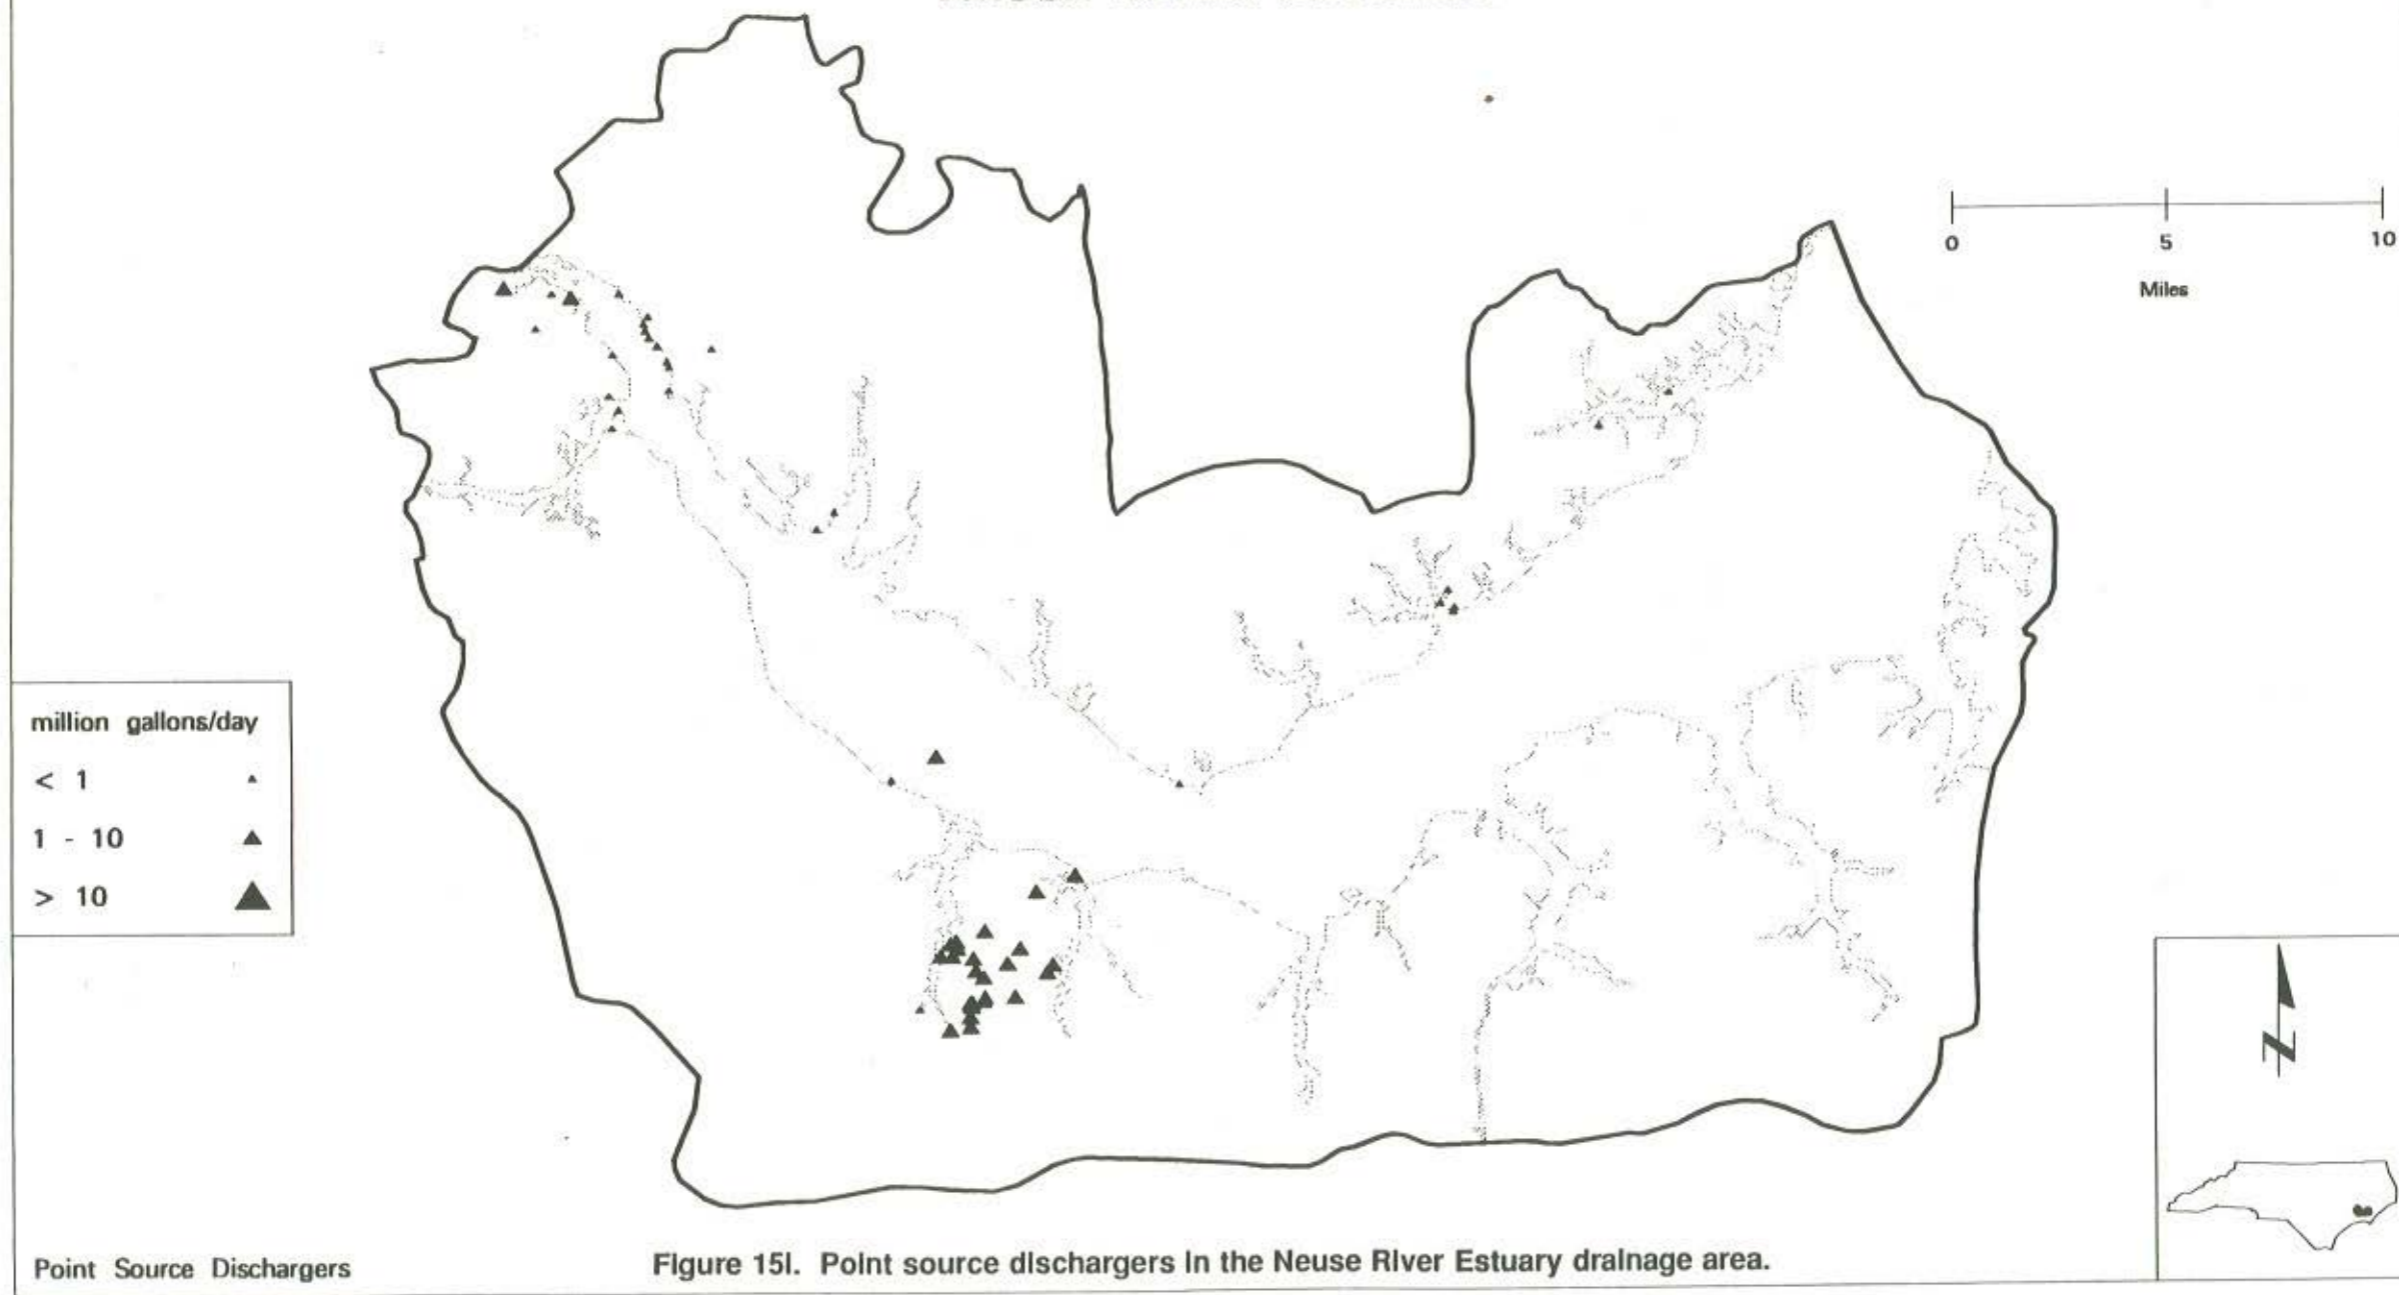 0 5 10
Miles
million gallons/day
< 1
1 - 10
> 10
N
Point Source Dischargers
Figure 15l. Point source dischargers in the Neuse River Estuary drainage area.